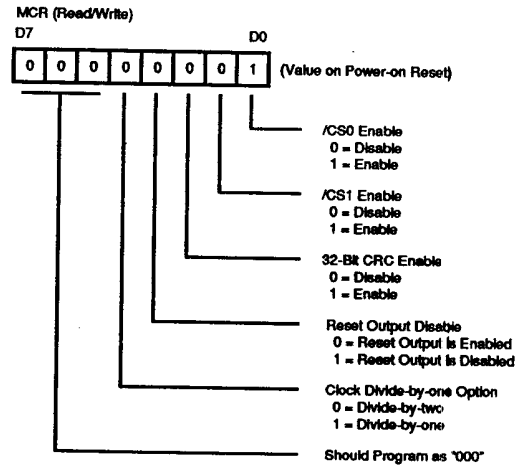 MCR (Read/Write)
D7 D0
0 0 0 0 0 0 0 1 (Value on Power-on Reset)
/CS0 Enable
0 = Disable
1 = Enable
/CS1 Enable
0 = Disable
1 = Enable
32-Bit CRC Enable
0 = Disable
1 = Enable
Reset Output Disable
0 = Reset Output is Enabled
1 = Reset Output is Disabled
Clock Divide-by-one Option
0 = Divide-by-two
1 = Divide-by-one
Should Program as "000"